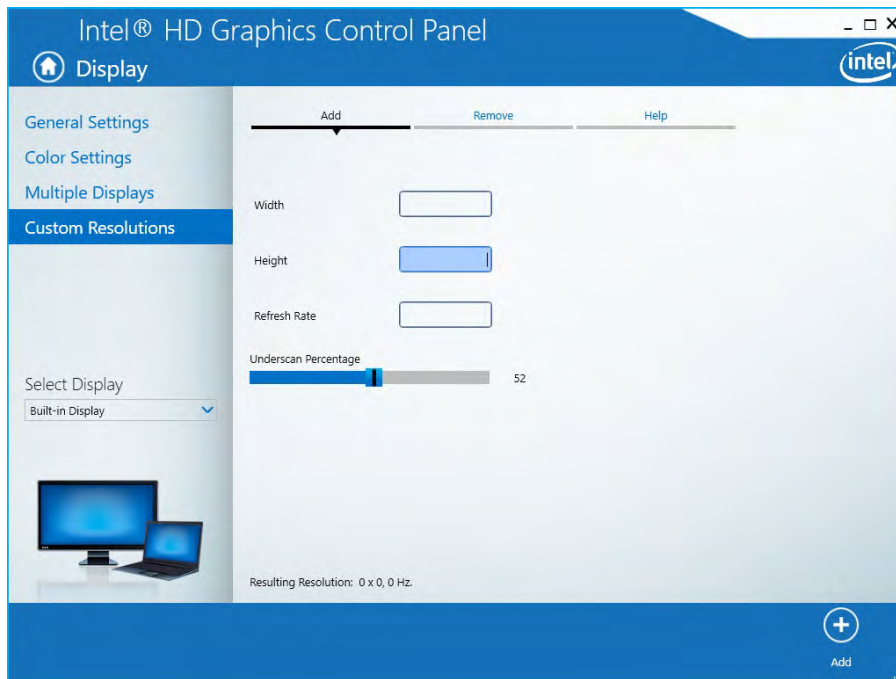 Intel® HD Graphics Control Panel
Display
intel
General Settings
Color Settings
Multiple Displays
Custom Resolutions
Select Display
Built-in Display
Add Remove Help
Width
Height
Refresh Rate
Underscan Percentage
52
Resulting Resolution: 0 x 0, 0 Hz.
Add